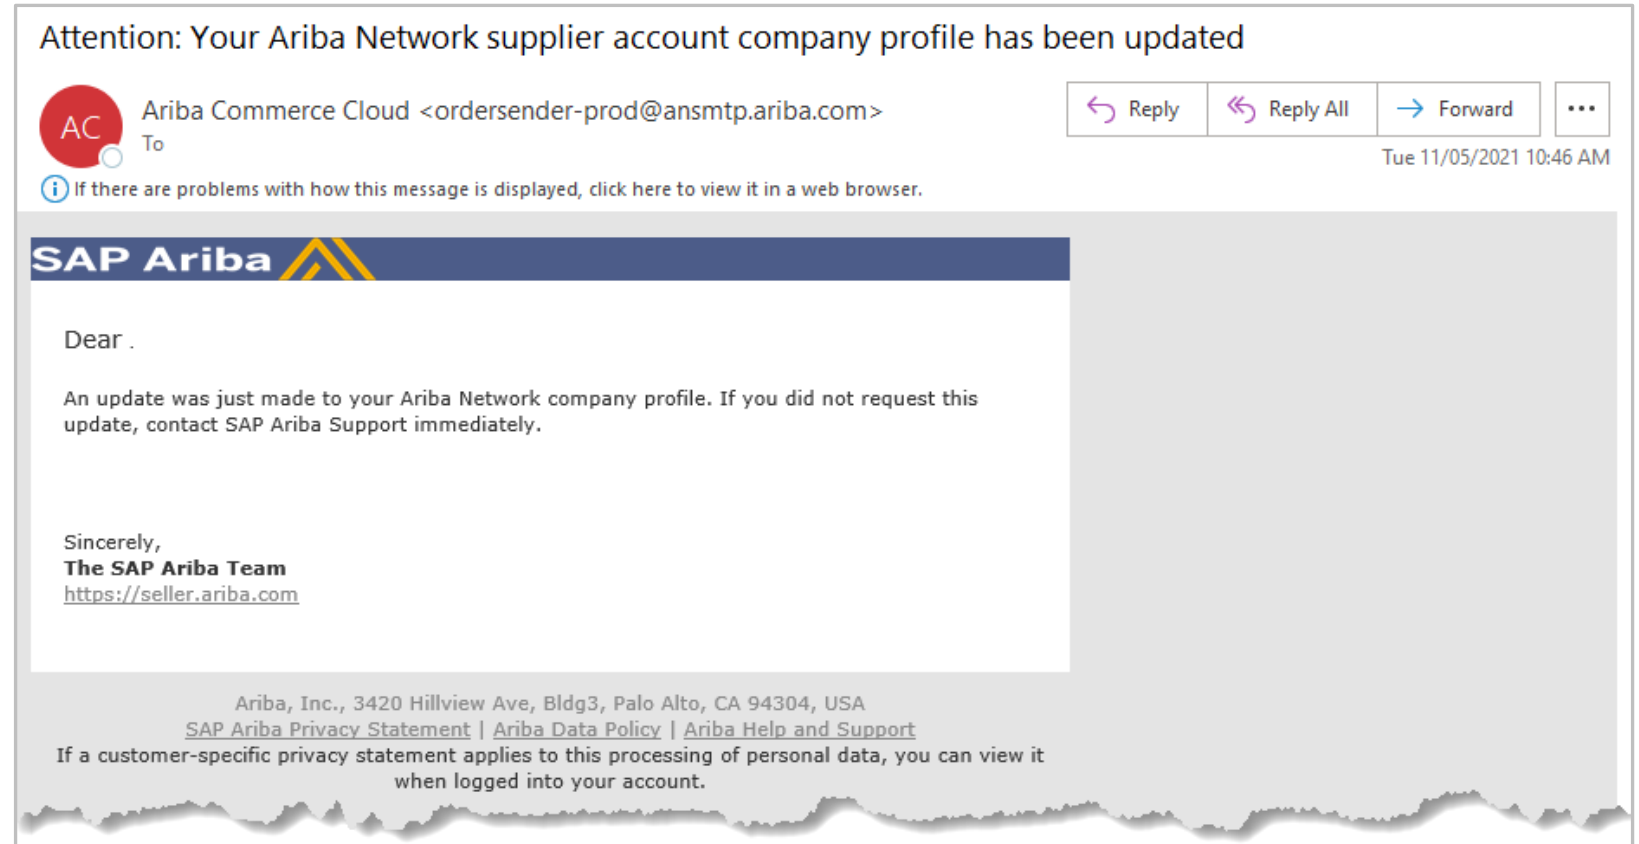 Attention: Your Ariba Network supplier account company profile has been updated
AC
Ariba Commerce Cloud <ordersender-prod@ansmtp.ariba.com>
To
Reply
Reply All
Forward
...
Tue 11/05/2021 10:46 AM
i If there are problems with how this message is displayed, click here to view it in a web browser.
SAP Ariba
Dear .
An update was just made to your Ariba Network company profile. If you did not request this
update, contact SAP Ariba Support immediately.
Sincerely,
The SAP Ariba Team
https://seller.ariba.com
Ariba, Inc., 3420 Hillview Ave, Bldg3, Palo Alto, CA 94304, USA
SAP Ariba Privacy Statement | Ariba Data Policy | Ariba Help and Support
If a customer-specific privacy statement applies to this processing of personal data, you can view it
when logged into your account.